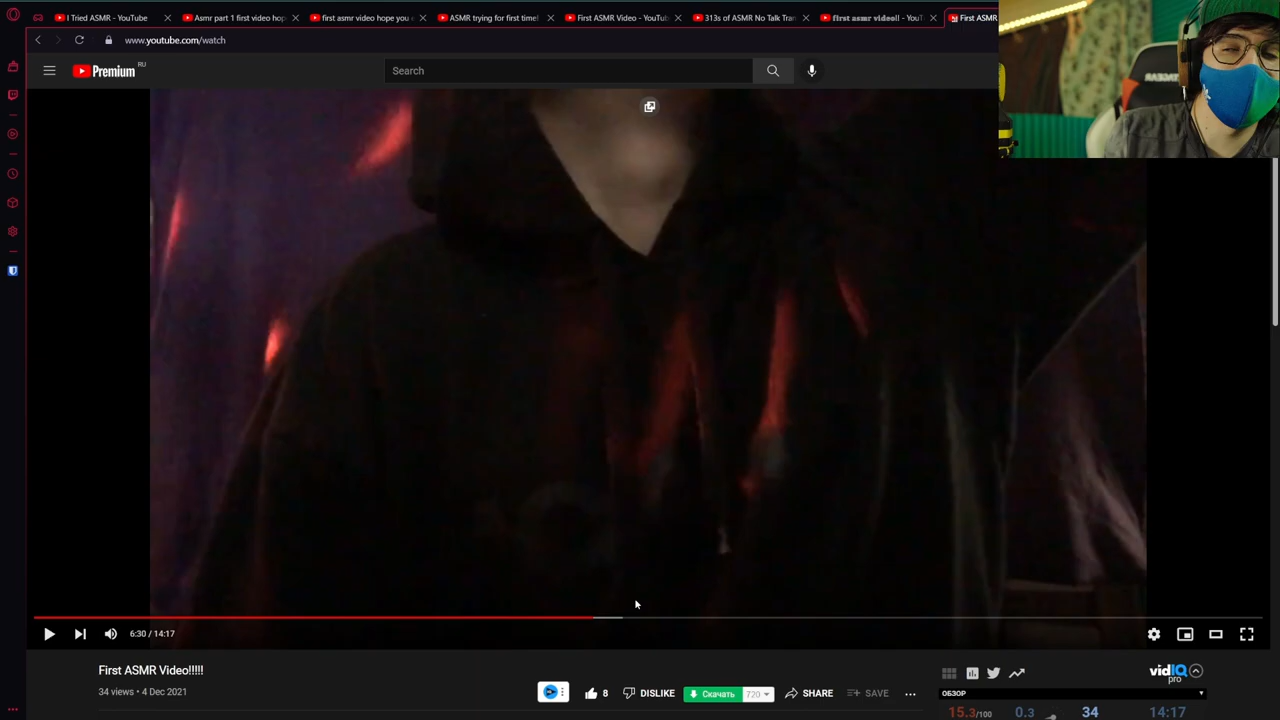 I Tried ASMR - YouTube
Asmr part 1 first video hop
first asmr video hope you e
ASMR trying for first time!
First ASMR Video - YouTub
313s of ASMR No Talk Tran
first asmr video!! - YouT
First ASMR
www.youtube.com/watch
Premium RU
Search
6:30 / 14:17
First ASMR Video!!!!!
34 views • 4 Dec 2021
8
DISLIKE
Скачать 720
SHARE
SAVE
vidIQ pro
ОБЗОР
15.3/100
0.3
34
14:17